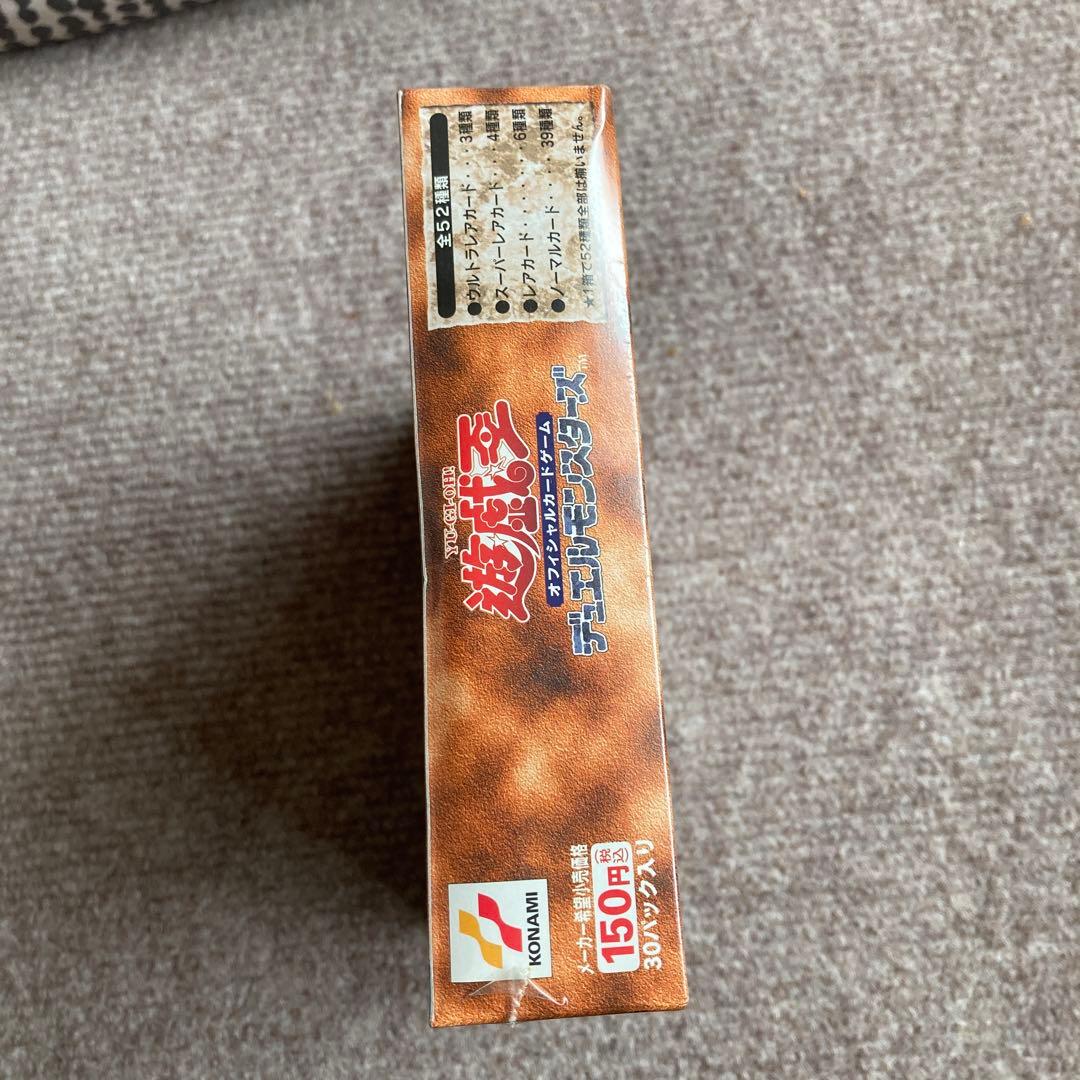 全52種類
●ウルトラレアカード・・・3種類
●スーパーレアカード・・・4種類
●レアカード・・・・・・・6種類
●ノーマルカード・・・・39種類
★1箱で52種類全部は揃いません。
YU-GI-OH!
遊戯王
オフィシャルカードゲーム
デュエルモンスターズ™
KONAMI
メーカー希望小売価格
150円税込
30パック入り